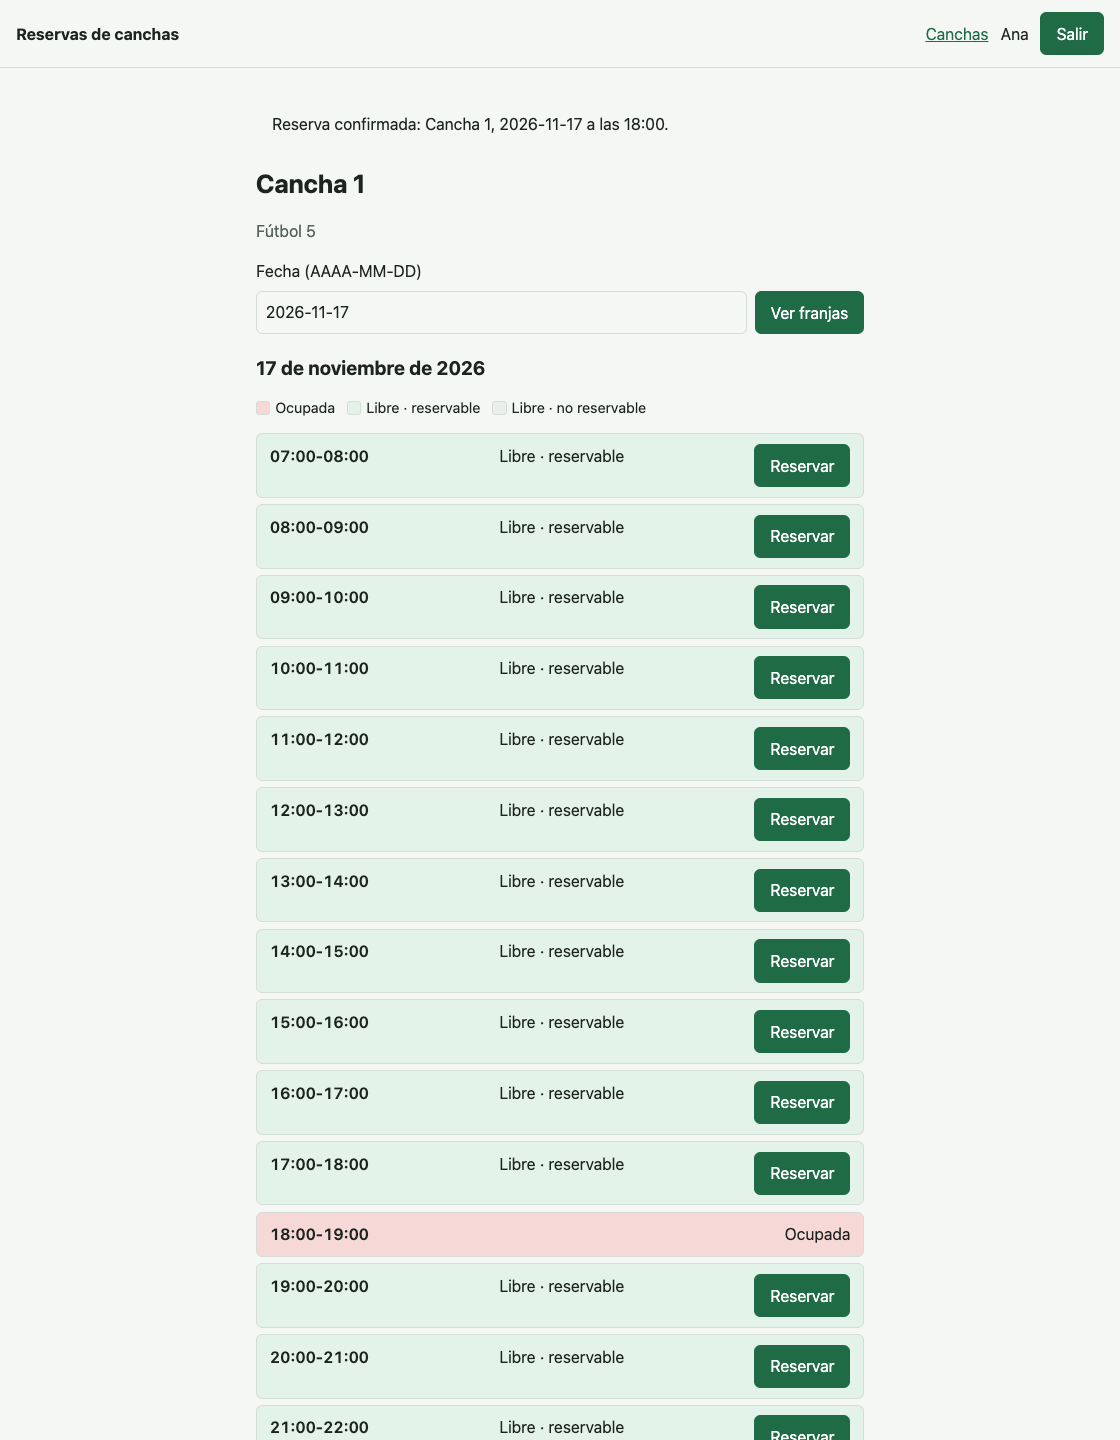 Reservas de canchas
Canchas Ana Salir
Reserva confirmada: Cancha 1, 2026-11-17 a las 18:00.
Cancha 1
Fútbol 5
Fecha (AAAA-MM-DD)
2026-11-17 Ver franjas
17 de noviembre de 2026
Ocupada Libre · reservable Libre · no reservable
07:00-08:00 Libre · reservable Reservar
08:00-09:00 Libre · reservable Reservar
09:00-10:00 Libre · reservable Reservar
10:00-11:00 Libre · reservable Reservar
11:00-12:00 Libre · reservable Reservar
12:00-13:00 Libre · reservable Reservar
13:00-14:00 Libre · reservable Reservar
14:00-15:00 Libre · reservable Reservar
15:00-16:00 Libre · reservable Reservar
16:00-17:00 Libre · reservable Reservar
17:00-18:00 Libre · reservable Reservar
18:00-19:00 Ocupada
19:00-20:00 Libre · reservable Reservar
20:00-21:00 Libre · reservable Reservar
21:00-22:00 Libre · reservable Reservar